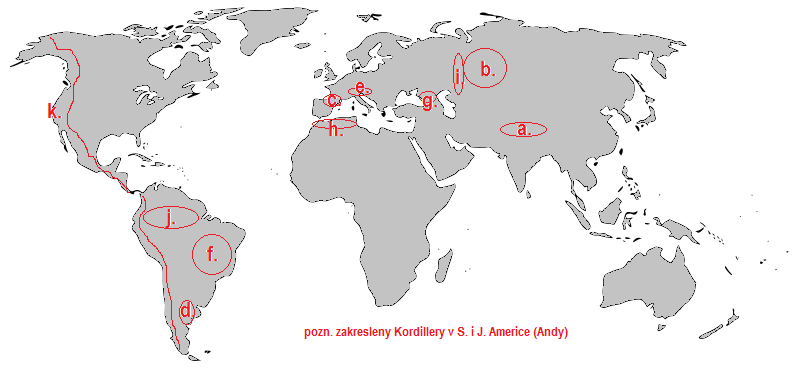 b.
i
e.
c.
g.
k.
h.
a.
j.
f.
d.
pozn. zakresleny Kordillery v S. i J. Americe (Andy)